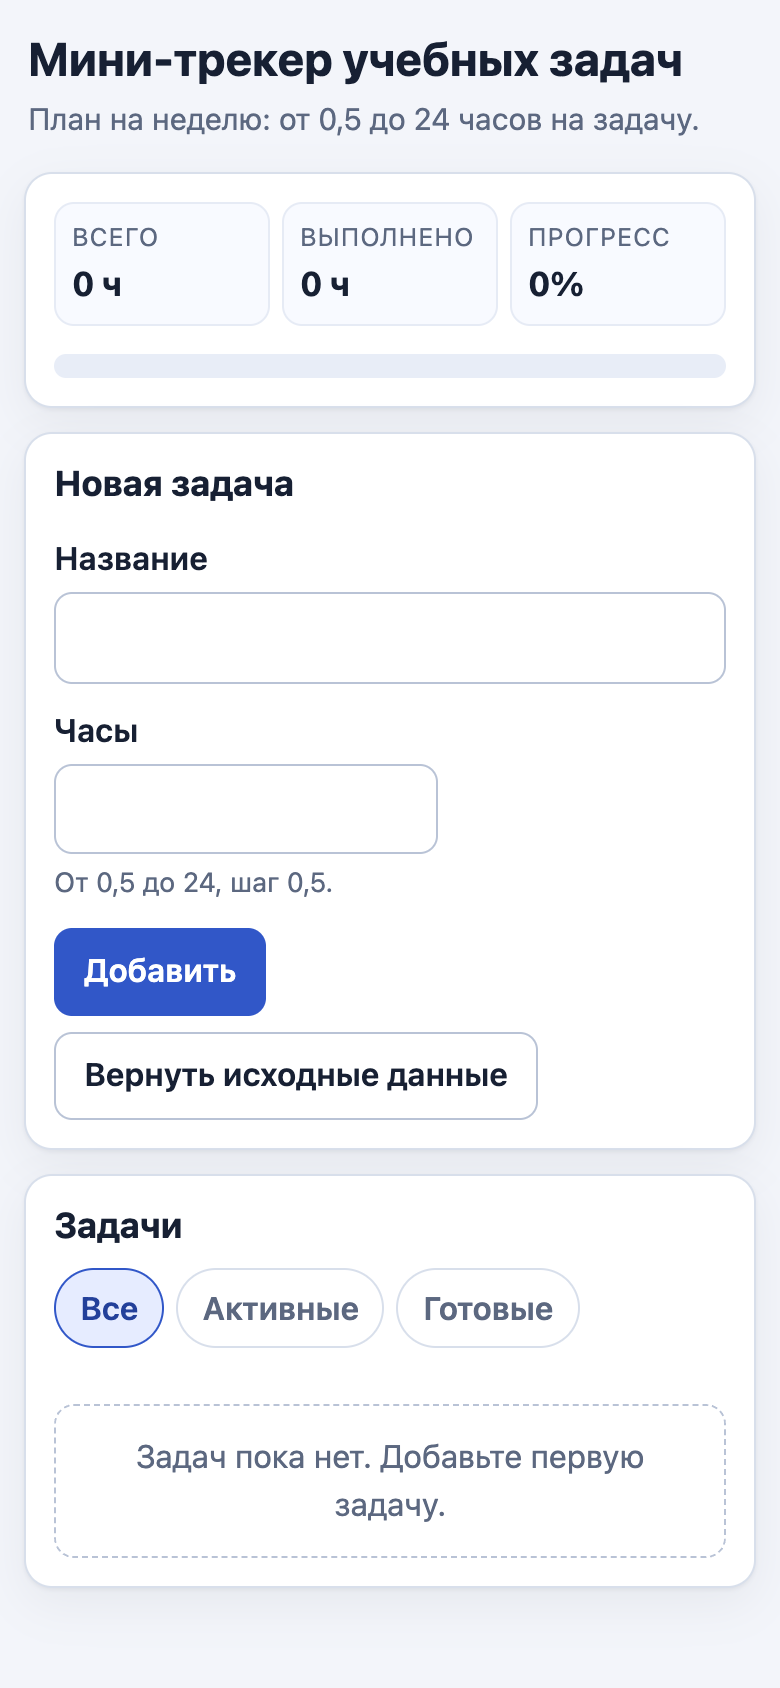 Мини-трекер учебных задач
План на неделю: от 0,5 до 24 часов на задачу.
ВСЕГО
0 ч
ВЫПОЛНЕНО
0 ч
ПРОГРЕСС
0%
Новая задача
Название
Часы
От 0,5 до 24, шаг 0,5.
Добавить
Вернуть исходные данные
Задачи
Все
Активные
Готовые
Задач пока нет. Добавьте первую
задачу.